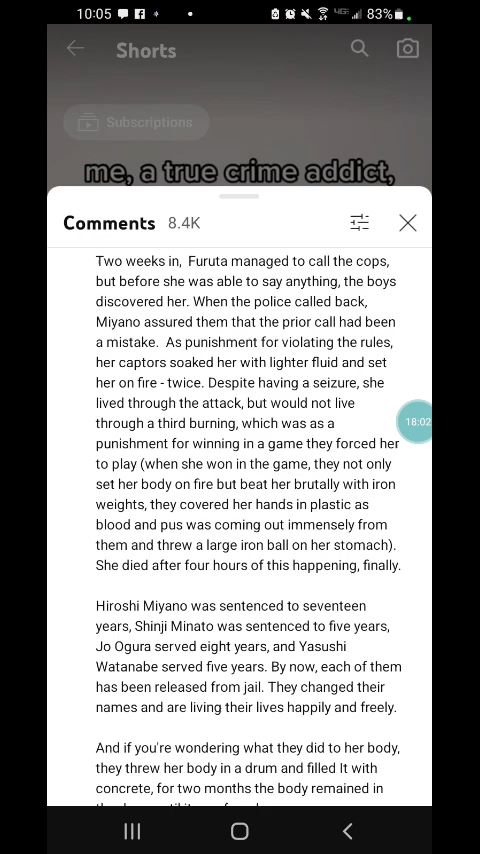 10:05
83%
Shorts
Subscriptions
me, a true crime addict,
Comments 8.4K
Two weeks in,  Furuta managed to call the cops,
but before she was able to say anything, the boys
discovered her. When the police called back,
Miyano assured them that the prior call had been
a mistake.  As punishment for violating the rules,
her captors soaked her with lighter fluid and set
her on fire - twice. Despite having a seizure, she
lived through the attack, but would not live
through a third burning, which was as a
punishment for winning in a game they forced her
to play (when she won in the game, they not only
set her body on fire but beat her brutally with iron
weights, they covered her hands in plastic as
blood and pus was coming out immensely from
them and threw a large iron ball on her stomach).
She died after four hours of this happening, finally.
18:02
Hiroshi Miyano was sentenced to seventeen
years, Shinji Minato was sentenced to five years,
Jo Ogura served eight years, and Yasushi
Watanabe served five years. By now, each of them
has been released from jail. They changed their
names and are living their lives happily and freely.
And if you're wondering what they did to her body,
they threw her body in a drum and filled It with
concrete, for two months the body remained in